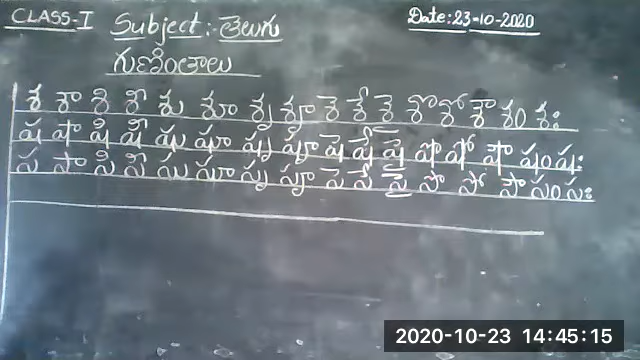 CLASS-I Subject:- తెలుగు Date:23-10-2020
గుణింతాలు
శ శా శి శీ శు శూ శృ శౄ శె శే శై శొ శో శౌ శం శః
ష షా షి షీ షు షూ షృ షౄ షె షే షై షొ షో షౌ షం షః
స సా సి సీ సు సూ సృ సౄ సె సే సై సొ సో సౌ సం సః
2020-10-23 14:45:15